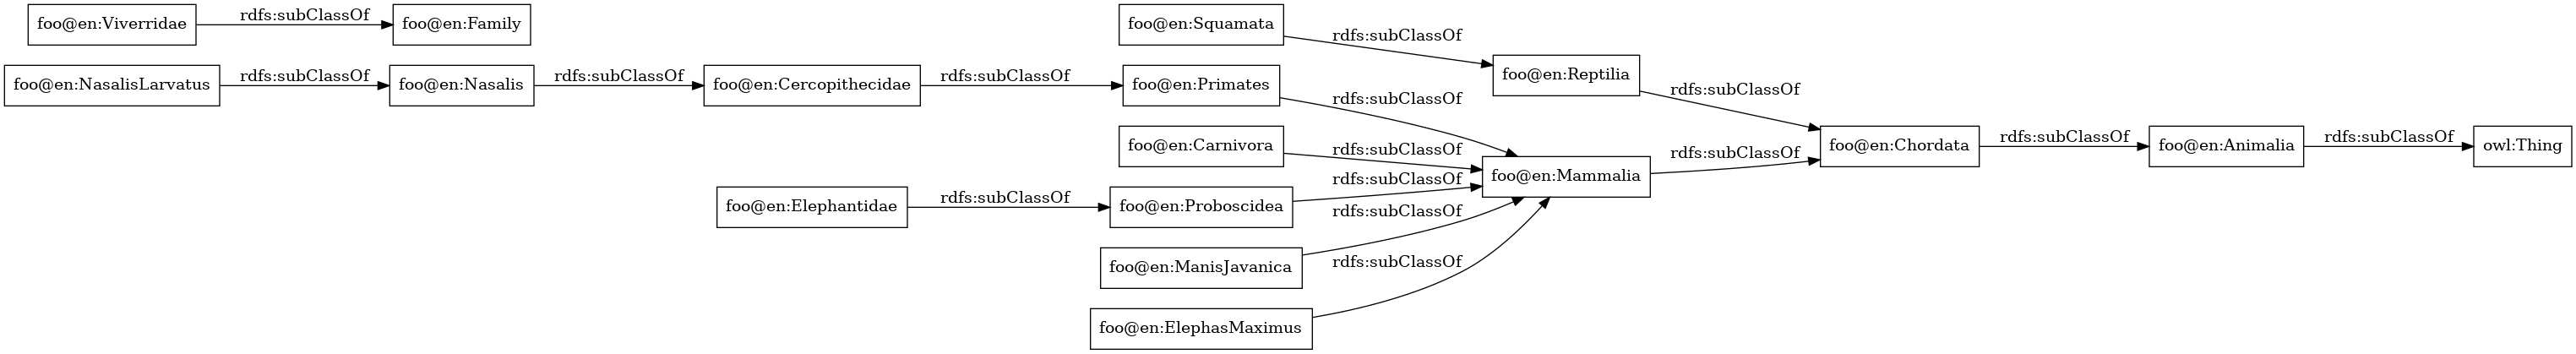 foo@en:Viverridae
rdfs:subClassOf
foo@en:Family
foo@en:Squamata
rdfs:subClassOf
foo@en:Reptilia
rdfs:subClassOf
foo@en:NasalisLarvatus
rdfs:subClassOf
foo@en:Nasalis
rdfs:subClassOf
foo@en:Cercopithecidae
rdfs:subClassOf
foo@en:Primates
rdfs:subClassOf
foo@en:Carnivora
rdfs:subClassOf
foo@en:Mammalia
rdfs:subClassOf
foo@en:Chordata
rdfs:subClassOf
foo@en:Animalia
rdfs:subClassOf
owl:Thing
foo@en:Elephantidae
rdfs:subClassOf
foo@en:Proboscidea
rdfs:subClassOf
foo@en:ManisJavanica
rdfs:subClassOf
foo@en:ElephasMaximus
rdfs:subClassOf